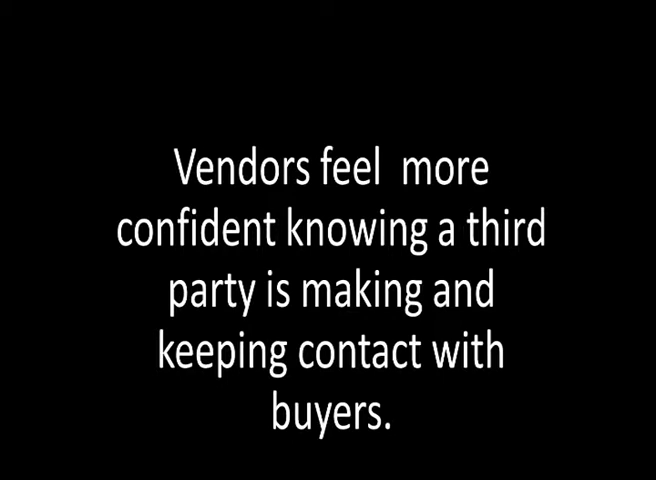 Vendors feel  more
confident knowing a third
party is making and
keeping contact with
buyers.